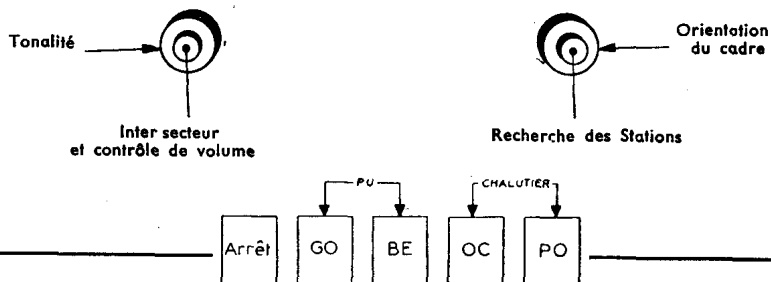 Tonalité
Orientation
du cadre
Inter secteur
et contrôle de volume
Recherche des Stations
PU
CHALUTIER
Arrêt
GO
BE
OC
PO